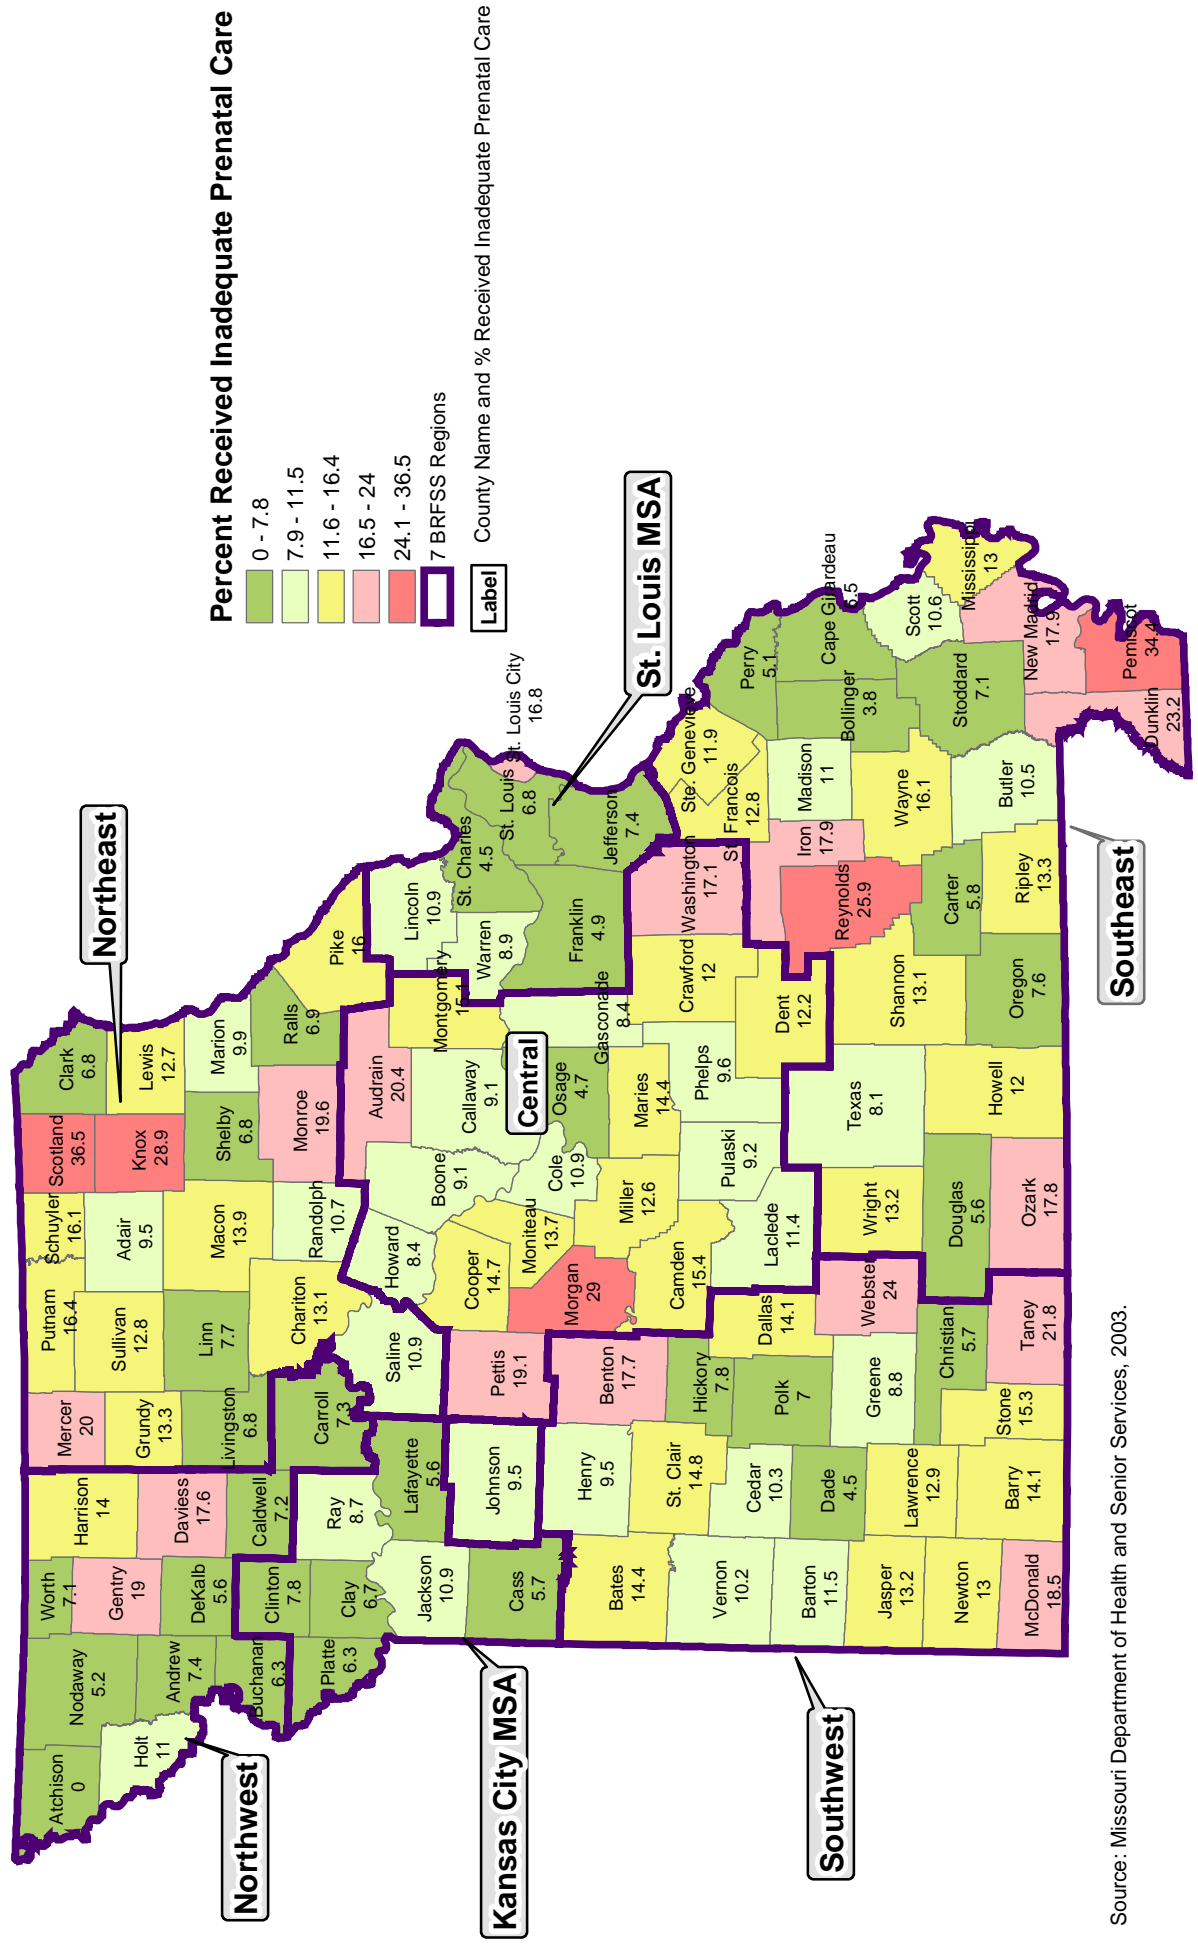 Percent Received Inadequate Prenatal Care
0 - 7.8
7.9 - 11.5
11.6 - 16.4
16.5 - 24
24.1 - 36.5
7 BRFSS Regions
Label
County Name and % Received Inadequate Prenatal Care
Northwest
Northeast
Kansas City MSA
Central
St. Louis MSA
Southwest
Southeast
Atchison
0
Nodaway
5.2
Worth
7.1
Harrison
14
Mercer
20
Putnam
16.4
Schuyler
16.1
Scotland
36.5
Clark
6.8
Holt
11
Gentry
19
Grundy
13.3
Sullivan
12.8
Adair
9.5
Knox
28.9
Lewis
12.7
Andrew
7.4
DeKalb
5.6
Daviess
17.6
Livingston
6.8
Linn
7.7
Macon
13.9
Shelby
6.8
Marion
9.9
Buchanan
6.3
Clinton
7.8
Caldwell
7.2
Carroll
7.3
Chariton
13.1
Randolph
10.7
Monroe
19.6
Ralls
6.9
Pike
16
Platte
6.3
Clay
6.7
Ray
8.7
Lafayette
5.6
Saline
10.9
Howard
8.4
Boone
9.1
Audrain
20.4
Callaway
9.1
Montgomery
15.1
Lincoln
10.9
Warren
8.9
St. Charles
4.5
St. Louis
6.8
St. Louis City
16.8
Jackson
10.9
Cass
5.7
Johnson
9.5
Pettis
19.1
Cooper
14.7
Moniteau
13.7
Cole
10.9
Osage
4.7
Gasconade
8.4
Franklin
4.9
Jefferson
7.4
Bates
14.4
Henry
9.5
Benton
17.7
Morgan
29
Miller
12.6
Maries
14.4
Crawford
12
Washington
17.1
St. Francois
12.8
Ste. Genevieve
11.9
Perry
5.1
Vernon
10.2
St. Clair
14.8
Hickory
7.8
Camden
15.4
Pulaski
9.2
Phelps
9.6
Dent
12.2
Iron
17.9
Madison
11
Bollinger
3.8
Cape Girardeau
6.5
Barton
11.5
Cedar
10.3
Polk
7
Dallas
14.1
Laclede
11.4
Texas
8.1
Reynolds
25.9
Wayne
16.1
Stoddard
7.1
Scott
10.6
Mississippi
13
Jasper
13.2
Dade
4.5
Greene
8.8
Webster
24
Wright
13.2
Shannon
13.1
Carter
5.8
Butler
10.5
New Madrid
17.9
Newton
13
Lawrence
12.9
Christian
5.7
Douglas
5.6
Howell
12
Oregon
7.6
Ripley
13.3
McDonald
18.5
Barry
14.1
Stone
15.3
Taney
21.8
Ozark
17.8
Dunklin
23.2
Pemiscot
34.4
Source: Missouri Department of Health and Senior Services, 2003.